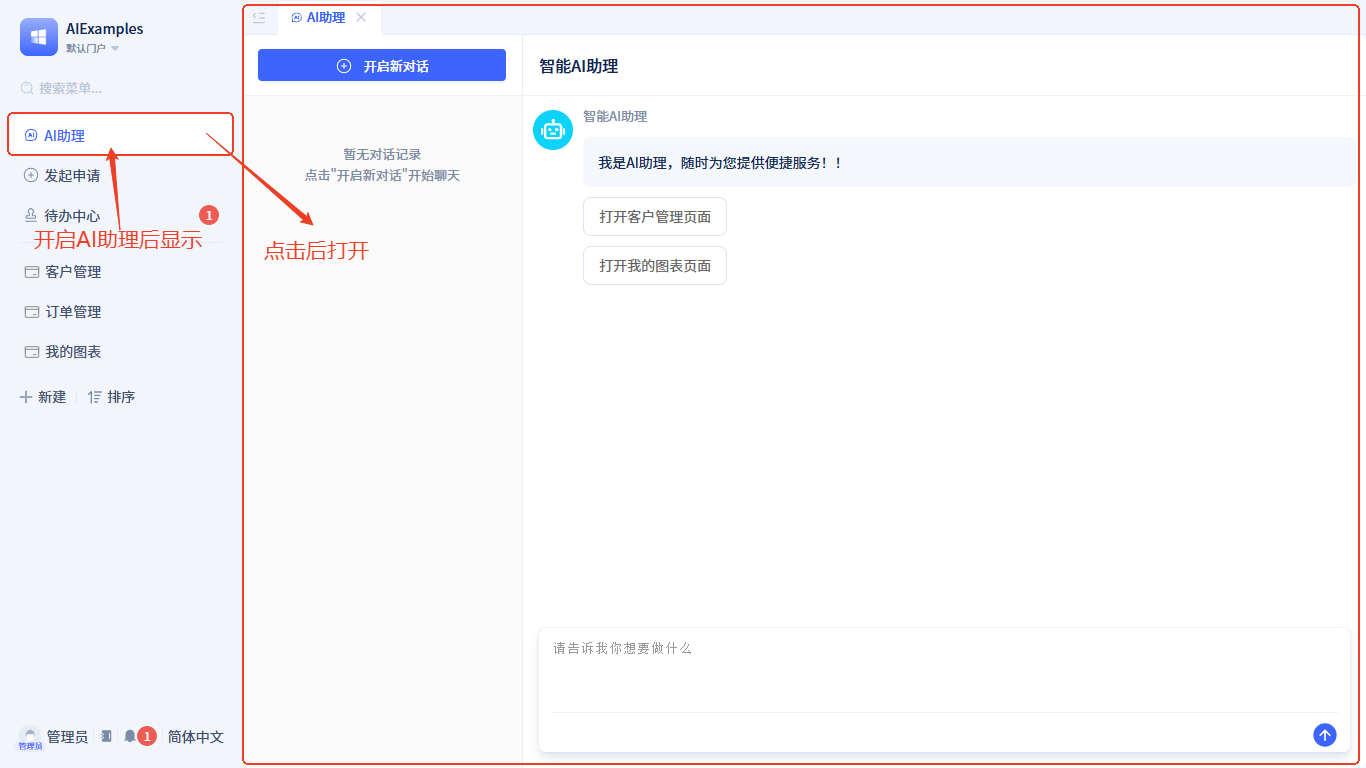 AIExamples
默认门户
搜索菜单...
AI助理
发起申请
待办中心
1
开启AI助理后显示
客户管理
订单管理
我的图表
新建
排序
管理员
管理员
1
简体中文
AI助理
开启新对话
暂无对话记录
点击"开启新对话"开始聊天
点击后打开
智能AI助理
智能AI助理
我是AI助理，随时为您提供便捷服务！！
打开客户管理页面
打开我的图表页面
请告诉我你想要做什么